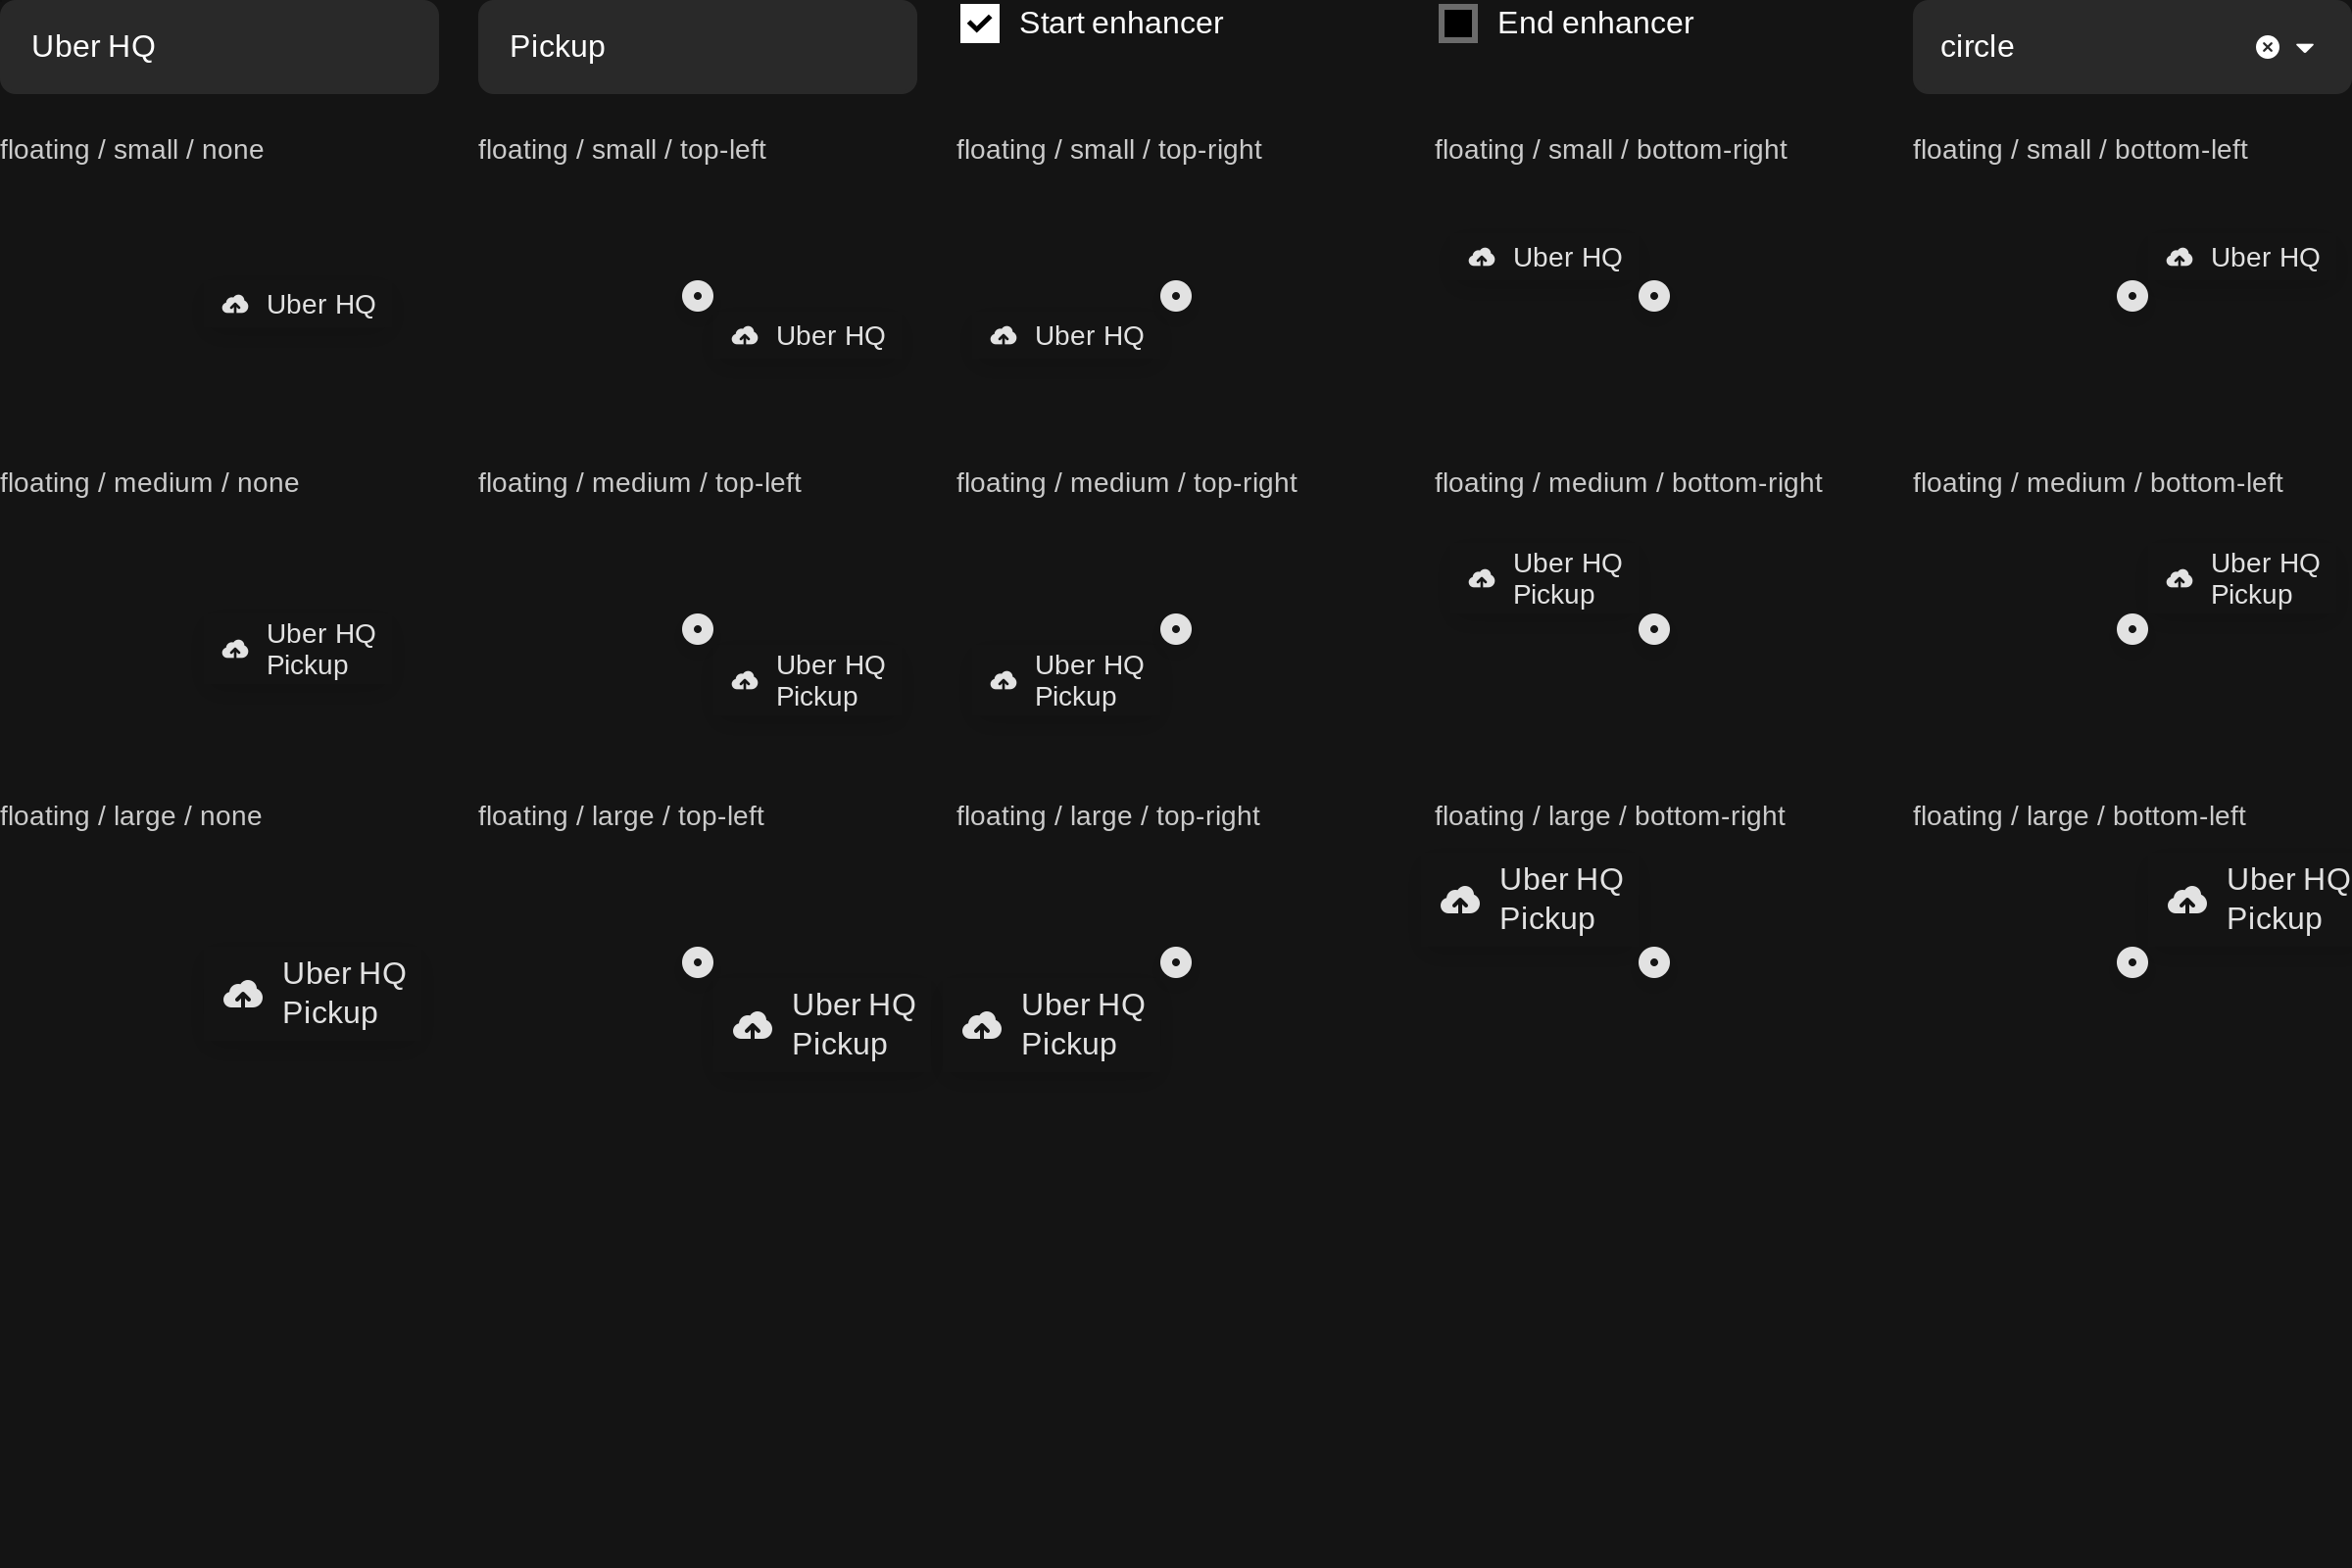 Uber HQ
Pickup
Start enhancer
End enhancer
circle
floating / small / none
floating / small / top-left
floating / small / top-right
floating / small / bottom-right
floating / small / bottom-left
Uber HQ
Uber HQ
Uber HQ
Uber HQ
Uber HQ
floating / medium / none
floating / medium / top-left
floating / medium / top-right
floating / medium / bottom-right
floating / medium / bottom-left
Uber HQ
Pickup
Uber HQ
Pickup
Uber HQ
Pickup
Uber HQ
Pickup
Uber HQ
Pickup
floating / large / none
floating / large / top-left
floating / large / top-right
floating / large / bottom-right
floating / large / bottom-left
Uber HQ
Pickup
Uber HQ
Pickup
Uber HQ
Pickup
Uber HQ
Pickup
Uber HQ
Pickup